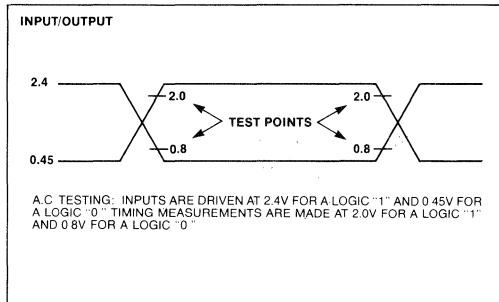 INPUT/OUTPUT
2.4
2.0
2.0
TEST POINTS
0.8
0.8
0.45
A.C TESTING: INPUTS ARE DRIVEN AT 2.4V FOR A LOGIC "1" AND 0 45V FOR
A LOGIC "0 " TIMING MEASUREMENTS ARE MADE AT 2.0V FOR A LOGIC "1"
AND 0 8V FOR A LOGIC "0 "